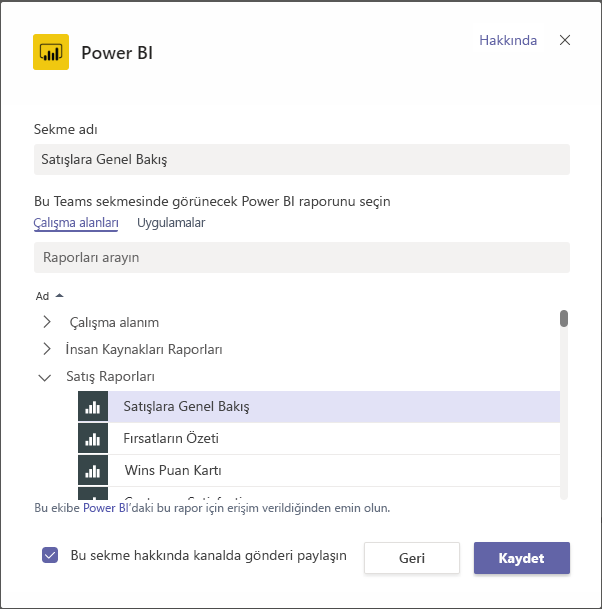 Hakkında
Power BI
Sekme adı
Satışlara Genel Bakış
Bu Teams sekmesinde görünecek Power BI raporunu seçin
Çalışma alanları Uygulamalar
Raporları arayın
Ad
Çalışma alanım
İnsan Kaynakları Raporları
Satış Raporları
Satışlara Genel Bakış
Fırsatların Özeti
Wins Puan Kartı
Bu ekibe Power BI'daki bu rapor için erişim verildiğinden emin olun.
Bu sekme hakkında kanalda gönderi paylaşın
Geri
Kaydet